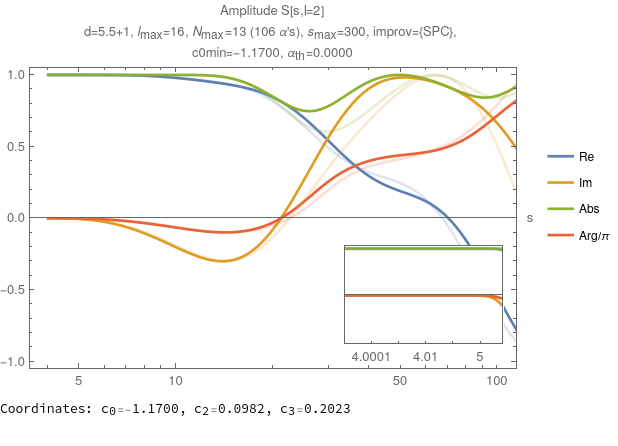 Amplitude S[s,l=2]
d=5.5+1, lmax=16, Nmax=13 (106 α's), smax=300, improv={SPC},
c0min=-1.1700, αth=0.0000
1.0
0.5
0.0
-0.5
-1.0
5
10
50
100
s
4.0001
4.01
5
Re
Im
Abs
Arg/π
Coordinates: c0=-1.1700, c2=0.0982, c3=0.2023